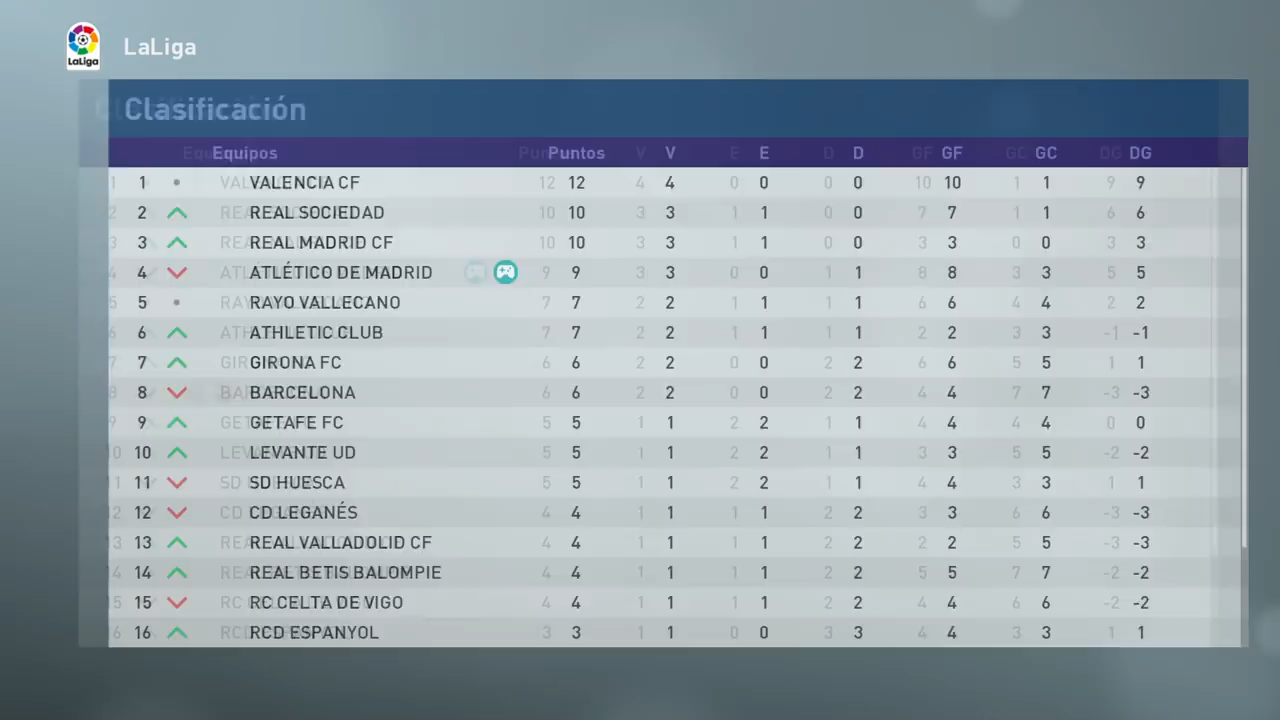 LaLiga
LaLiga
Clasificación
Equipos Puntos V E D GF GC DG
1 VALENCIA CF 12 4 0 0 10 1 9
2 REAL SOCIEDAD 10 3 1 0 7 1 6
3 REAL MADRID CF 10 3 1 0 3 0 3
4 ATLÉTICO DE MADRID 9 3 0 1 8 3 5
5 RAYO VALLECANO 7 2 1 1 6 4 2
6 ATHLETIC CLUB 7 2 1 1 2 3 -1
7 GIRONA FC 6 2 0 2 6 5 1
8 BARCELONA 6 2 0 2 4 7 -3
9 GETAFE FC 5 1 2 1 4 4 0
10 LEVANTE UD 5 1 2 1 3 5 -2
11 SD HUESCA 5 1 2 1 4 3 1
12 CD LEGANÉS 4 1 1 2 3 6 -3
13 REAL VALLADOLID CF 4 1 1 2 2 5 -3
14 REAL BETIS BALOMPIE 4 1 1 2 5 7 -2
15 RC CELTA DE VIGO 4 1 1 2 4 6 -2
16 RCD ESPANYOL 3 1 0 3 4 3 1